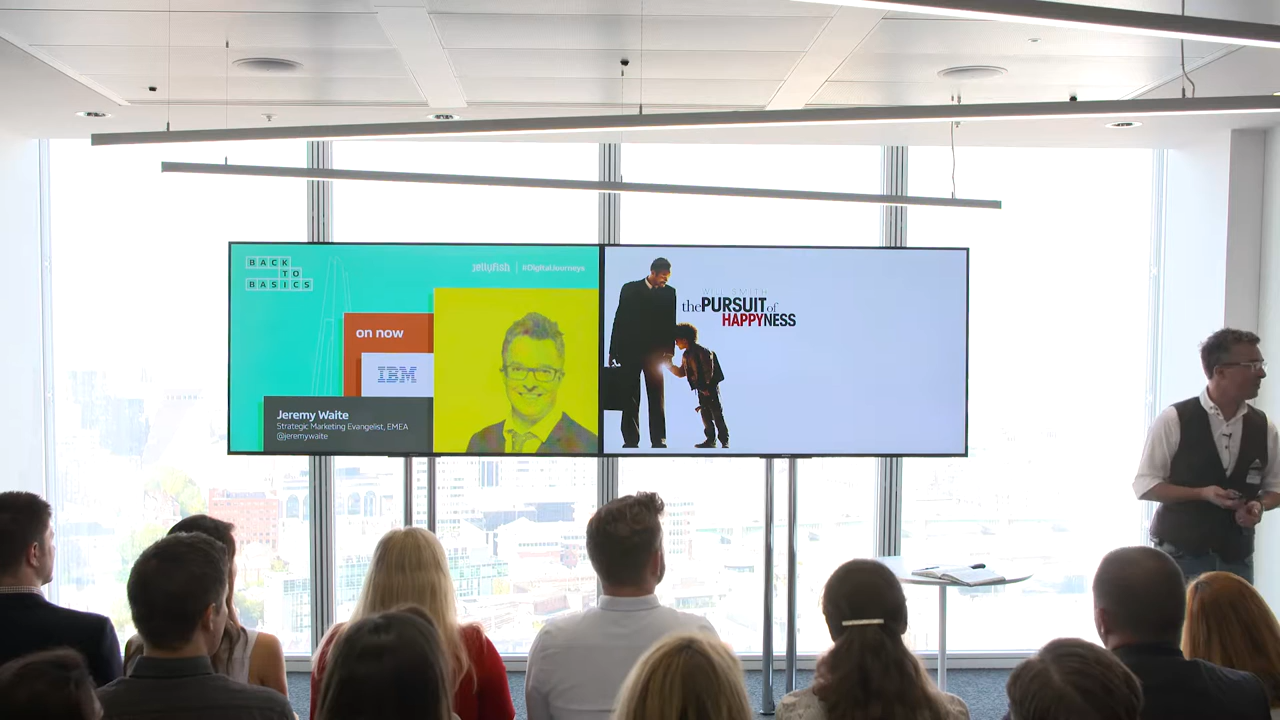 BACK
TO
BASICS
jellyfish | #DigitalJourneys
on now
IBM
Jeremy Waite
Strategic Marketing Evangelist, EMEA
@jeremywaite
WILL SMITH
the PURSUIT of
HAPPYNESS